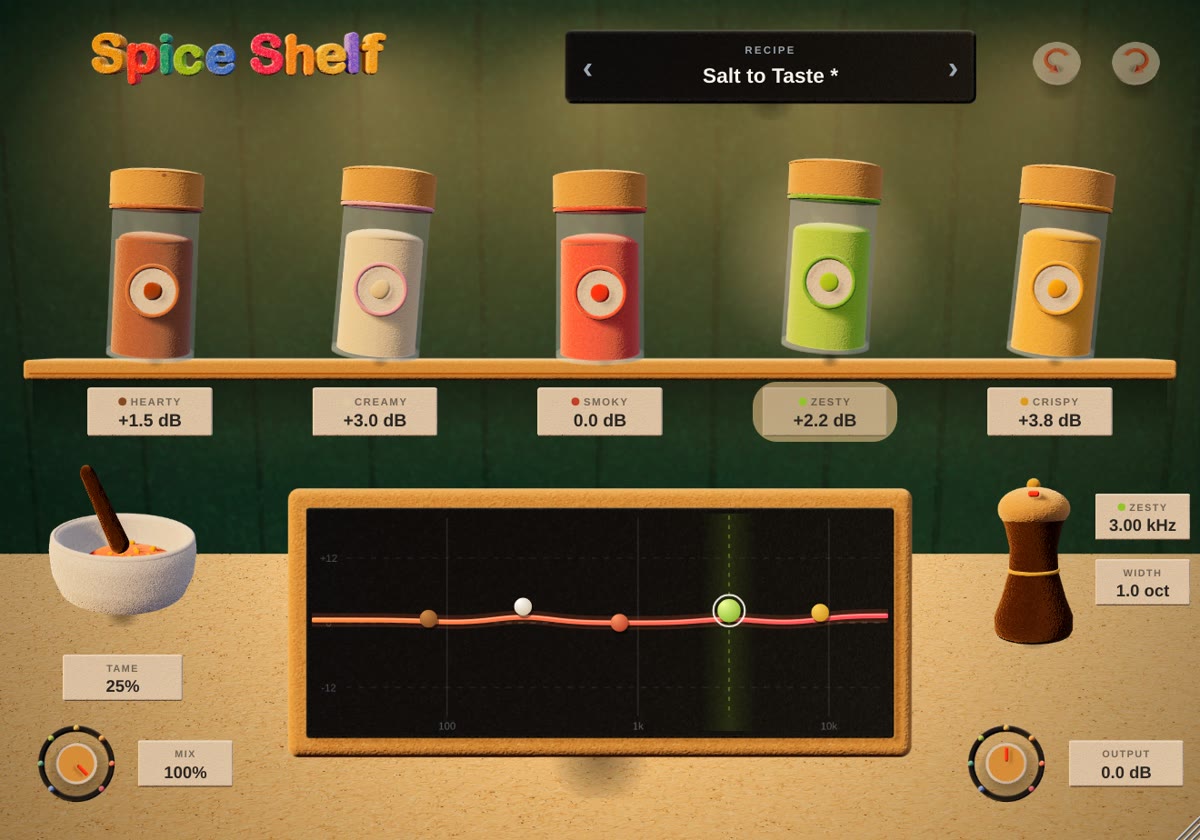 Spice Shelf
RECIPE
‹ Salt to Taste * ›
HEARTY
+1.5 dB
CREAMY
+3.0 dB
SMOKY
0.0 dB
ZESTY
+2.2 dB
CRISPY
+3.8 dB
ZESTY
3.00 kHz
WIDTH
1.0 oct
+12
0
-12
100
1k
10k
TAME
25%
MIX
100%
OUTPUT
0.0 dB